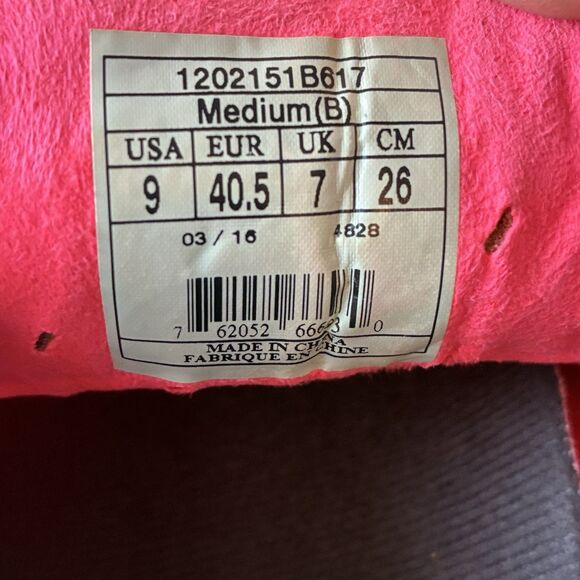 1202151B617
Medium(B)
USA EUR UK CM
9 40.5 7 26
03 / 16 4828
7 62052 0
MADE IN CHINA
FABRIQUE EN CHINE